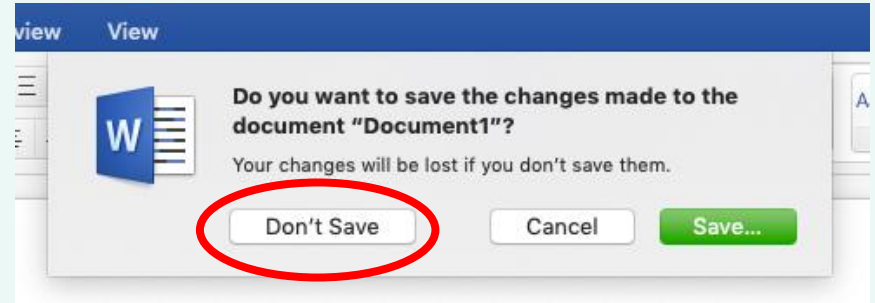 view View
W
Do you want to save the changes made to the
document “Document1”?
Your changes will be lost if you don’t save them.
Don’t Save Cancel Save...